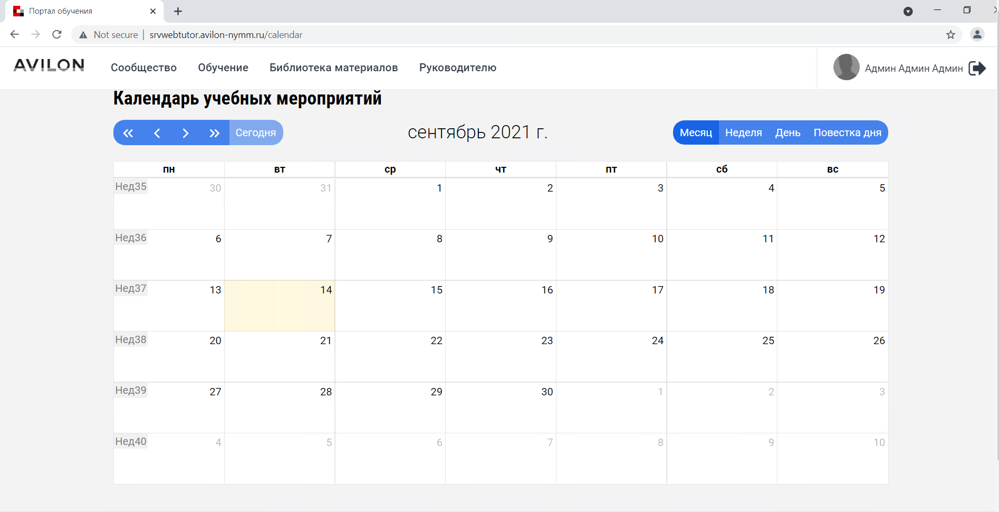 Портал обучения
Not secure | srvwebtutor.avilon-nymm.ru/calendar
AVILON Сообщество Обучение Библиотека материалов Руководителю Админ Админ Админ
Календарь учебных мероприятий
Сегодня сентябрь 2021 г. Месяц Неделя День Повестка дня
пн вт ср чт пт сб вс
Нед35 30 31 1 2 3 4 5
Нед36 6 7 8 9 10 11 12
Нед37 13 14 15 16 17 18 19
Нед38 20 21 22 23 24 25 26
Нед39 27 28 29 30 1 2 3
Нед40 4 5 6 7 8 9 10